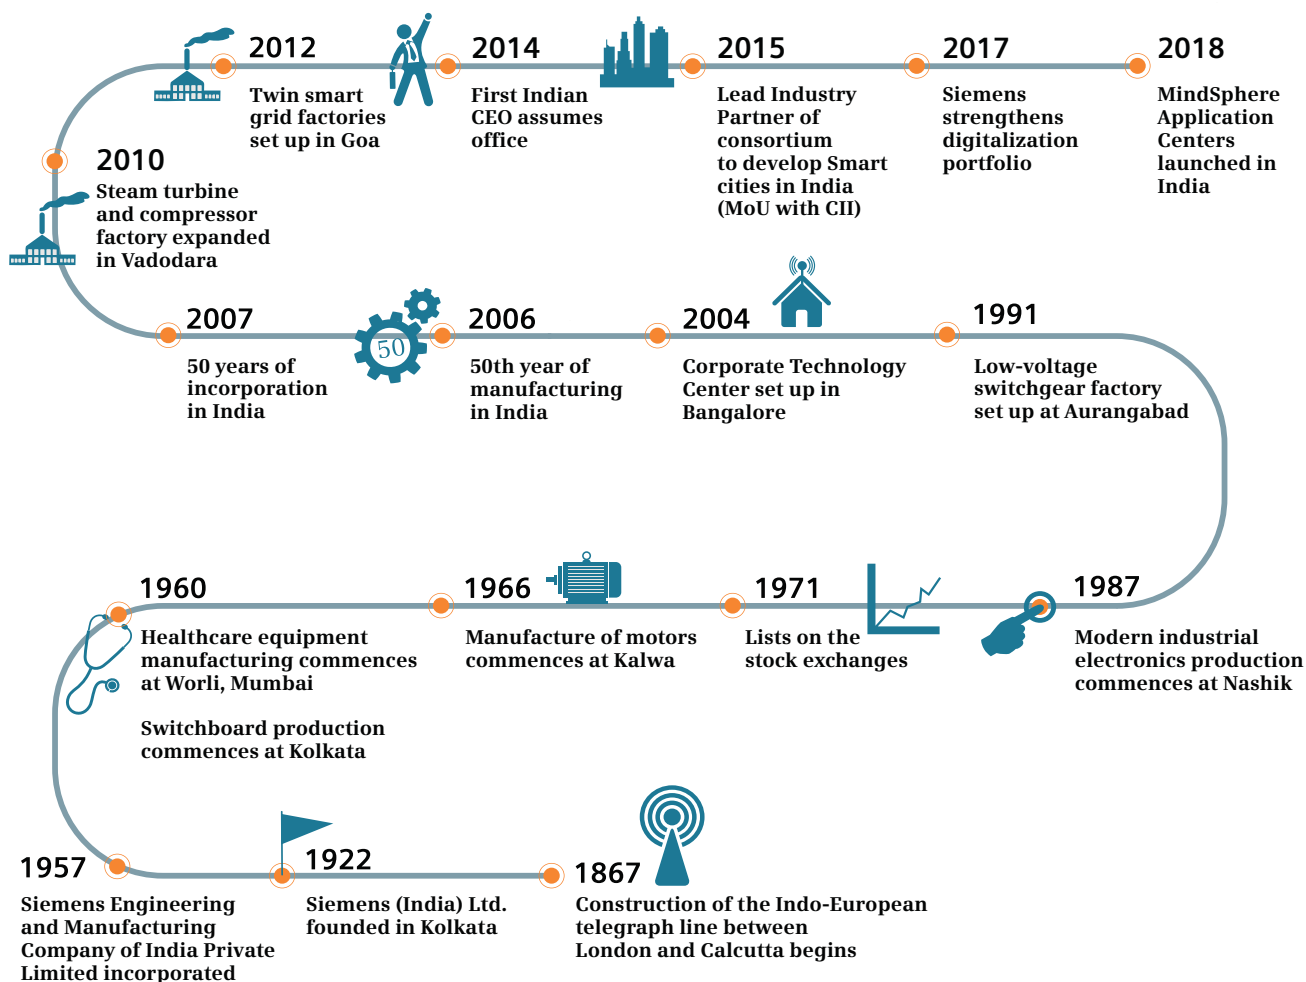 2012
Twin smart
grid factories
set up in Goa
2014
First Indian
CEO assumes
office
2015
Lead Industry
Partner of
consortium
to develop Smart
cities in India
(MoU with CII)
2017
Siemens
strengthens
digitalization
portfolio
2018
MindSphere
Application
Centers
launched in
India
2010
Steam turbine
and compressor
factory expanded
in Vadodara
2007
50 years of
incorporation
in India
50
2006
50th year of
manufacturing
in India
2004
Corporate Technology
Center set up in
Bangalore
1991
Low-voltage
switchgear factory
set up at Aurangabad
1960
Healthcare equipment
manufacturing commences
at Worli, Mumbai
Switchboard production
commences at Kolkata
1966
Manufacture of motors
commences at Kalwa
1971
Lists on the
stock exchanges
1987
Modern industrial
electronics production
commences at Nashik
1957
Siemens Engineering
and Manufacturing
Company of India Private
Limited incorporated
1922
Siemens (India) Ltd.
founded in Kolkata
1867
Construction of the Indo-European
telegraph line between
London and Calcutta begins